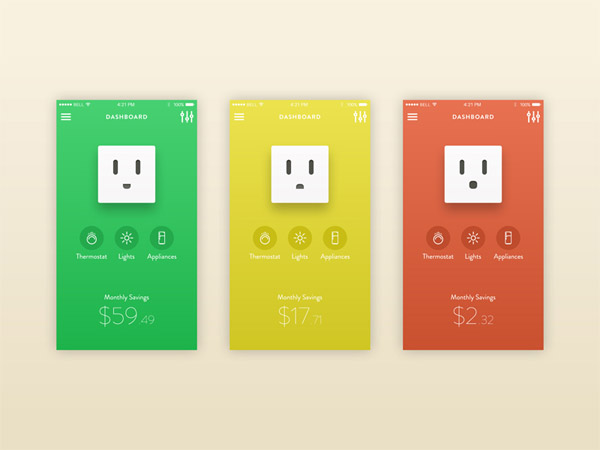 BELL 4:21 PM 100%
DASHBOARD
Thermostat Lights Appliances
Monthly Savings
$59.49
BELL 4:21 PM 100%
DASHBOARD
Thermostat Lights Appliances
Monthly Savings
$17.71
BELL 4:21 PM 100%
DASHBOARD
Thermostat Lights Appliances
Monthly Savings
$2.32